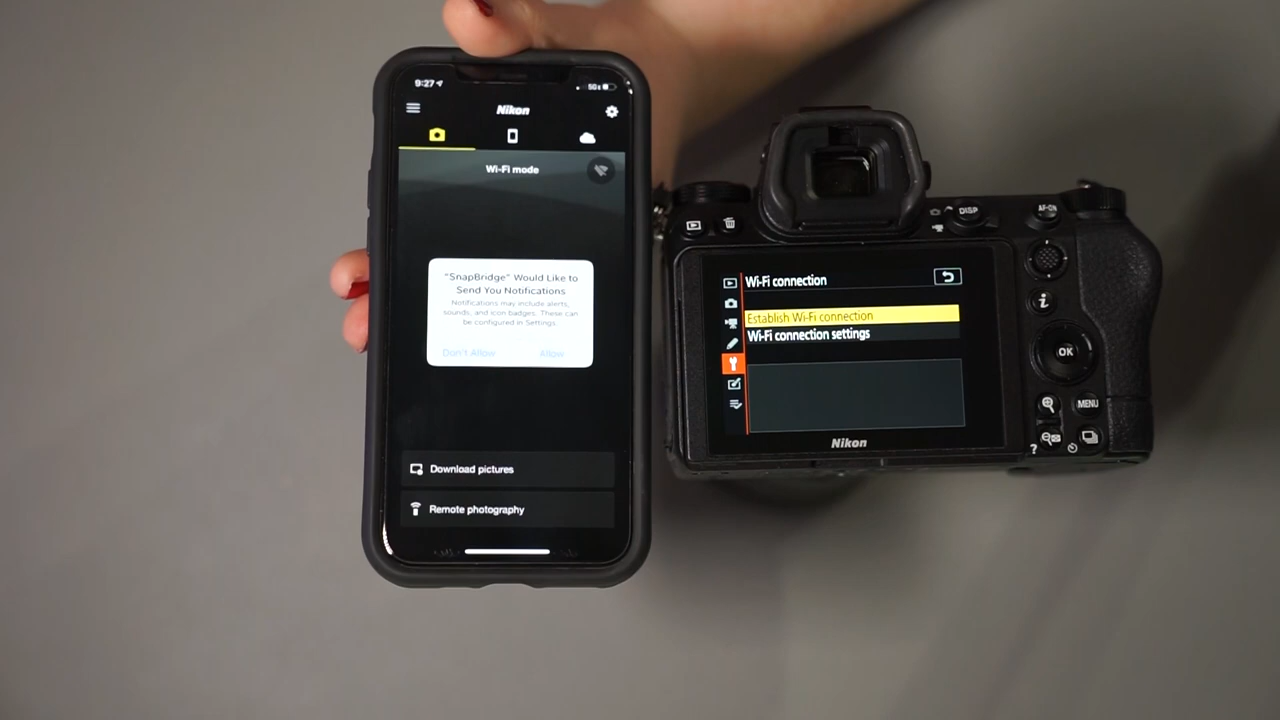 9:27
5G
Nikon
Wi-Fi mode
"SnapBridge" Would Like to
Send You Notifications
Notifications may include alerts,
sounds, and icon badges. These can
be configured in Settings.
Don't Allow
Allow
Download pictures
Remote photography
DISP
AF-ON
Wi-Fi connection
Establish Wi-Fi connection
Wi-Fi connection settings
i
OK
MENU
?
Nikon